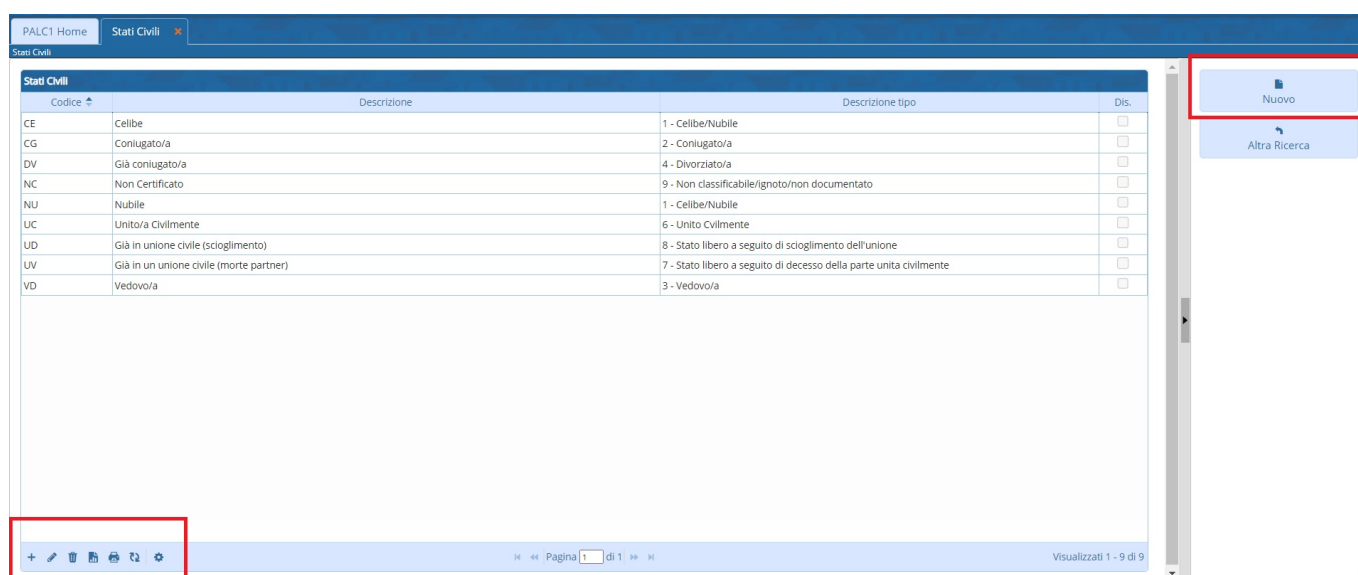 PALC1 Home Stati Civili
Stati Civili
Stati Civili
Codice Descrizione Descrizione tipo Dis.
CE Celibe 1 - Celibe/Nubile
CG Coniugato/a 2 - Coniugato/a
DV Già coniugato/a 4 - Divorziato/a
NC Non Certificato 9 - Non classificabile/ignoto/non documentato
NU Nubile 1 - Celibe/Nubile
UC Unito/a Civilmente 6 - Unito Cvilmente
UD Già in unione civile (scioglimento) 8 - Stato libero a seguito di scioglimento dell'unione
UV Già in un unione civile (morte partner) 7 - Stato libero a seguito di decesso della parte unita civilmente
VD Vedovo/a 3 - Vedovo/a
Pagina 1 di 1 Visualizzati 1 - 9 di 9
Nuovo
Altra Ricerca